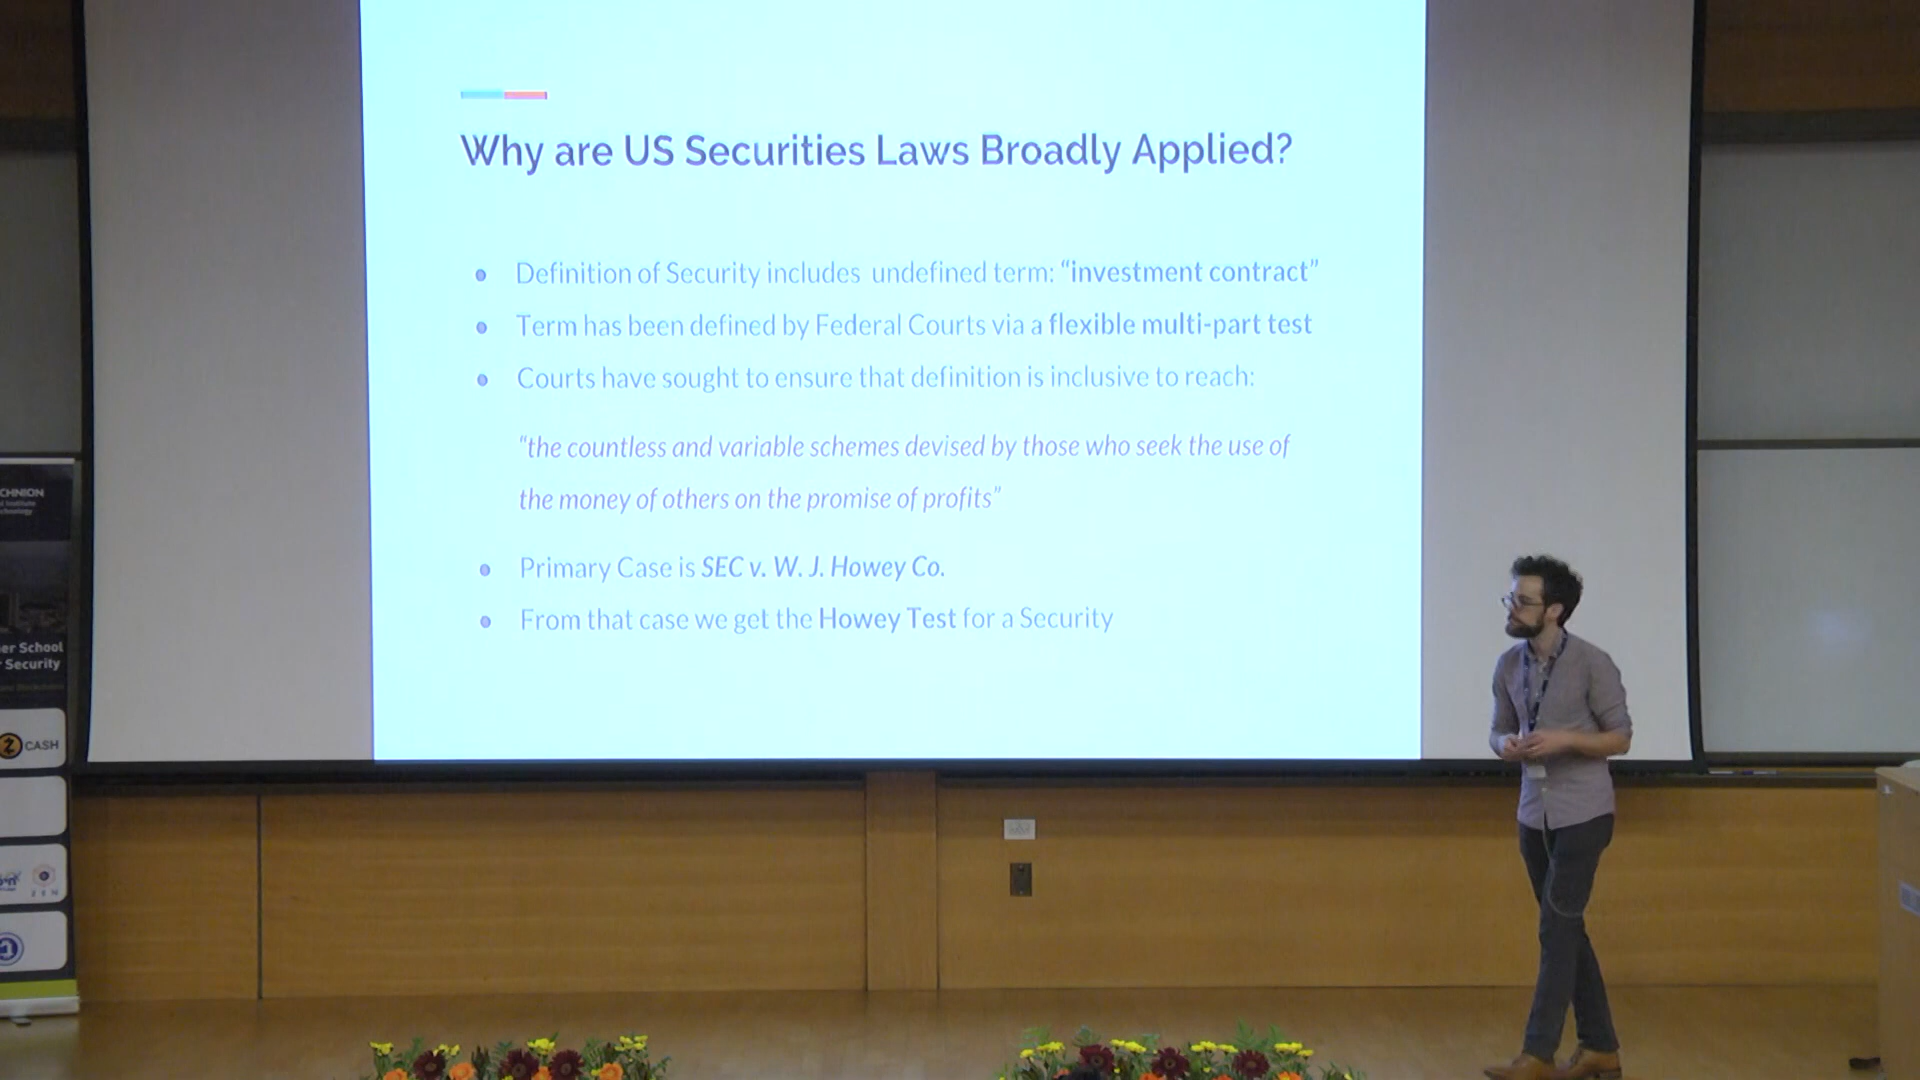 Why are US Securities Laws Broadly Applied?
Definition of Security includes undefined term: “investment contract”
Term has been defined by Federal Courts via a flexible multi-part test
Courts have sought to ensure that definition is inclusive to reach:
“the countless and variable schemes devised by those who seek the use of
the money of others on the promise of profits”
Primary Case is SEC v. W. J. Howey Co.
From that case we get the Howey Test for a Security
CHNION
er School
r Security
CASH
ZEN